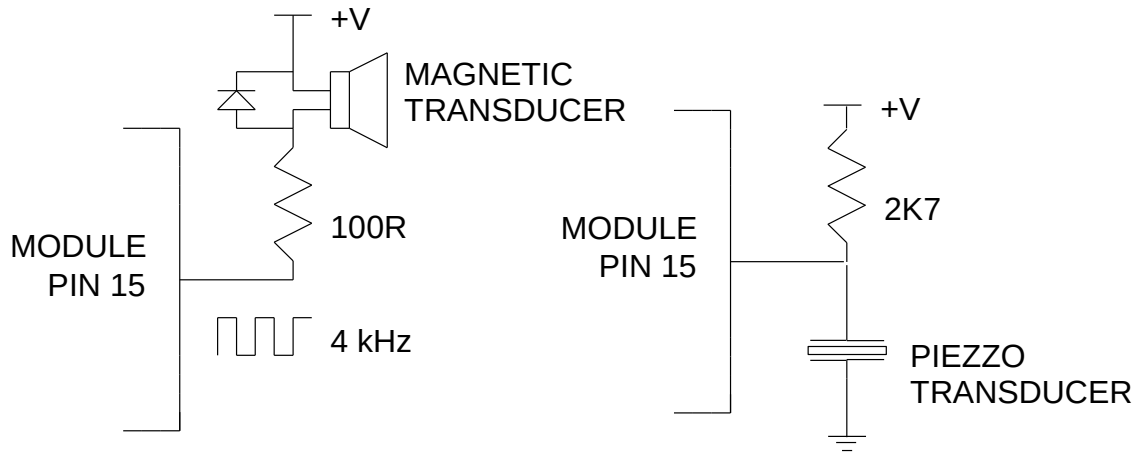 +V
MAGNETIC
TRANSDUCER
100R
MODULE
PIN 15
4 kHz
+V
2K7
MODULE
PIN 15
PIEZZO
TRANSDUCER